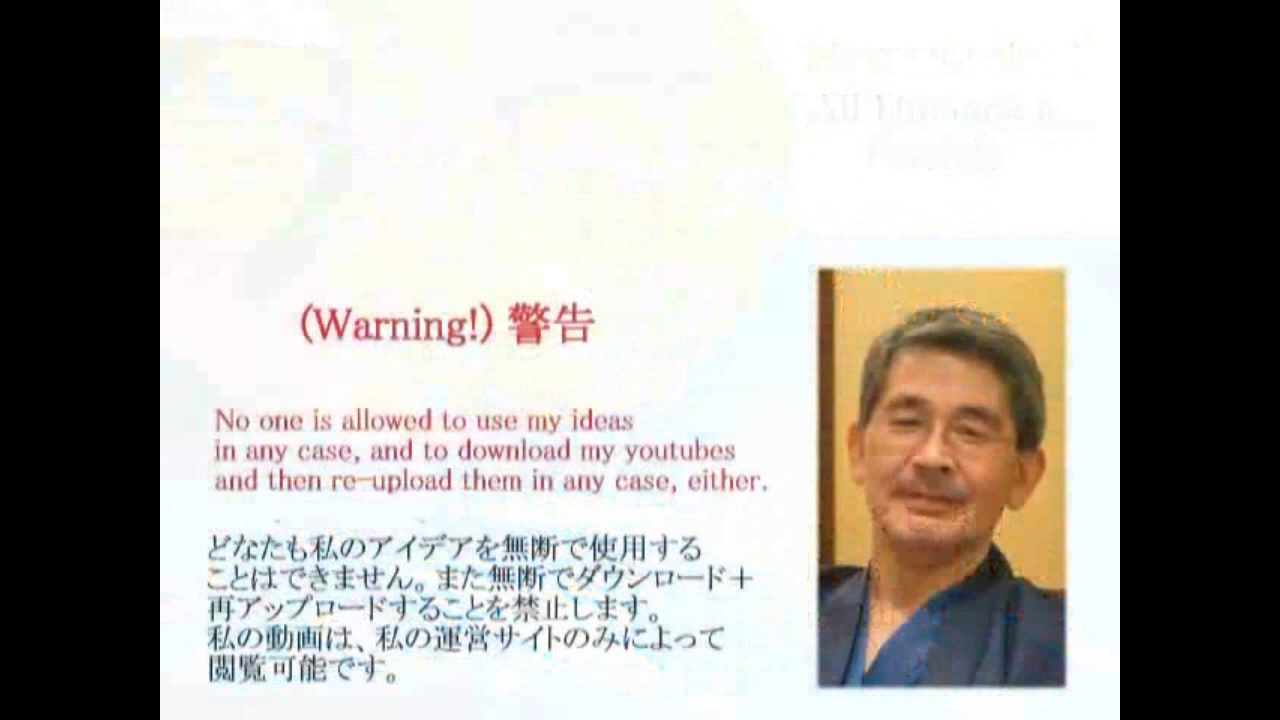 (Warning!) 警告
No one is allowed to use my ideas
in any case, and to download my youtubes
and then re-upload them in any case, either.
どなたも私のアイデアを無断で使用する
ことはできません。また無断でダウンロード＋
再アップロードすることを禁止します。
私の動画は、私の運営サイトのみによって
閲覧可能です。